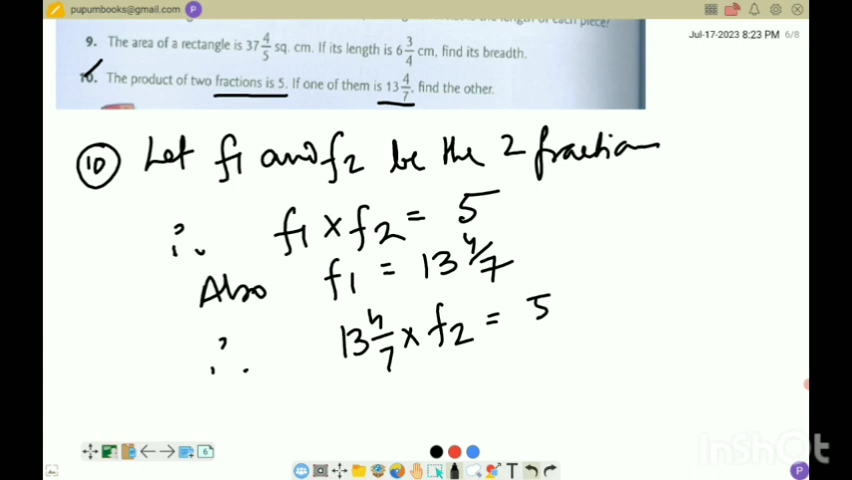 pupumbooks@gmail.com P
Jul-17-2023 8:23 PM 6/8
9. The area of a rectangle is 37 4/5 sq. cm. If its length is 6 3/4 cm, find its breadth.
10. The product of two fractions is 5. If one of them is 13 4/7, find the other.
10 Let f1 and f2 be the 2 fraction
∴ f1 x f2 = 5
Also f1 = 13 4/7
∴ 13 4/7 x f2 = 5
InShOt
6
T
P